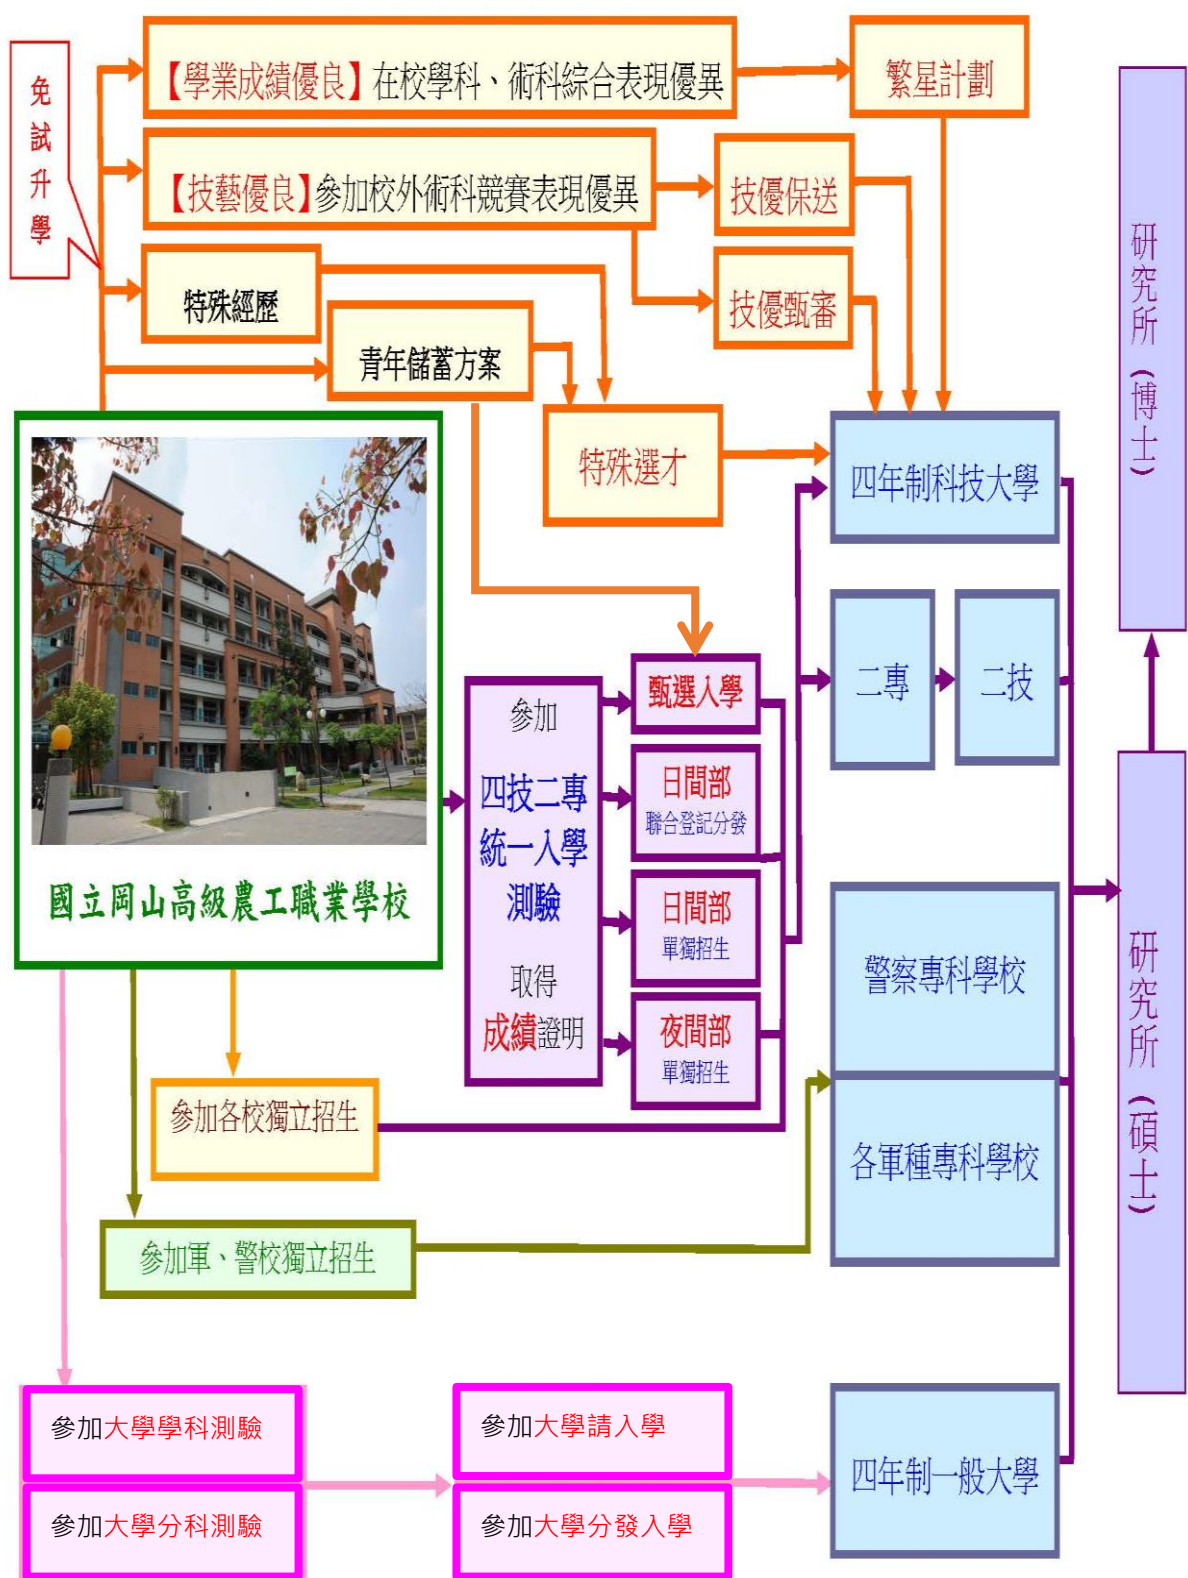 免試升學
【學業成績優良】在校學科、術科綜合表現優異
繁星計劃
【技藝優良】參加校外術科競賽表現優異
技優保送
特殊經歷
技優甄審
青年儲蓄方案
特殊選才
四年制科技大學
研究所（博士）
二專
二技
國立岡山高級農工職業學校
參加
四技二專
統一入學
測驗
取得
成績證明
甄選入學
日間部
聯合登記分發
日間部
單獨招生
夜間部
單獨招生
警察專科學校
各軍種專科學校
研究所（碩士）
參加各校獨立招生
參加軍、警校獨立招生
參加大學學科測驗
參加大學請入學
參加大學分科測驗
參加大學分發入學
四年制一般大學